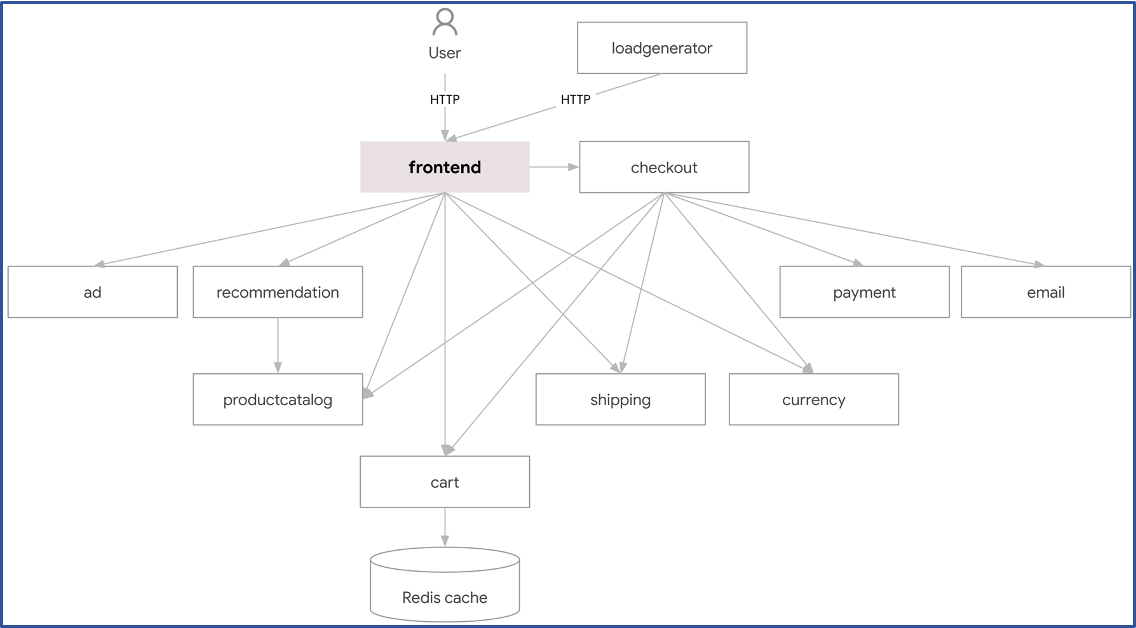 User
loadgenerator
HTTP
HTTP
frontend
checkout
ad
recommendation
payment
email
productcatalog
shipping
currency
cart
Redis cache